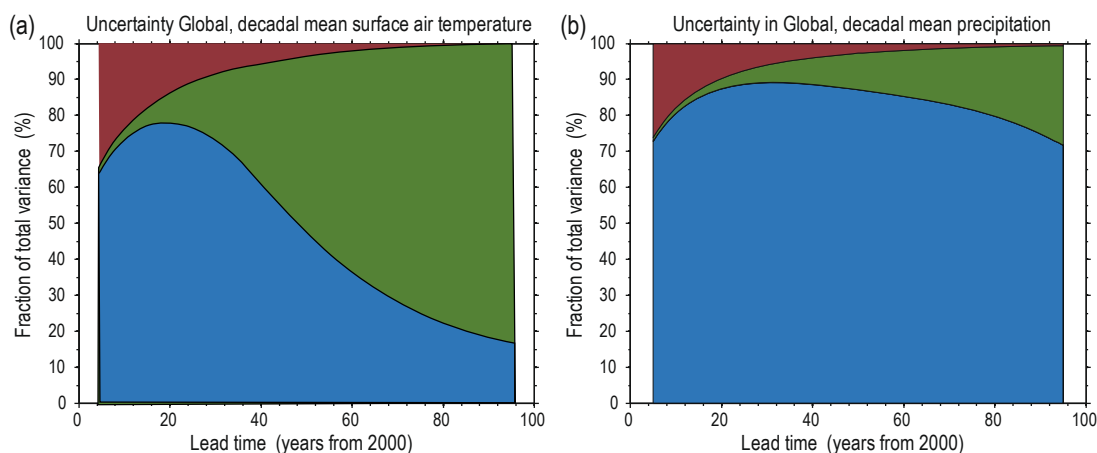 (a) Uncertainty Global, decadal mean surface air temperature
100
90
80
70
60
50
40
30
20
10
0
Fraction of total variance (%)
0 20 40 60 80 100
Lead time (years from 2000)
(b) Uncertainty in Global, decadal mean precipitation
100
90
80
70
60
50
40
30
20
10
0
Fraction of total variance (%)
0 20 40 60 80 100
Lead time (years from 2000)